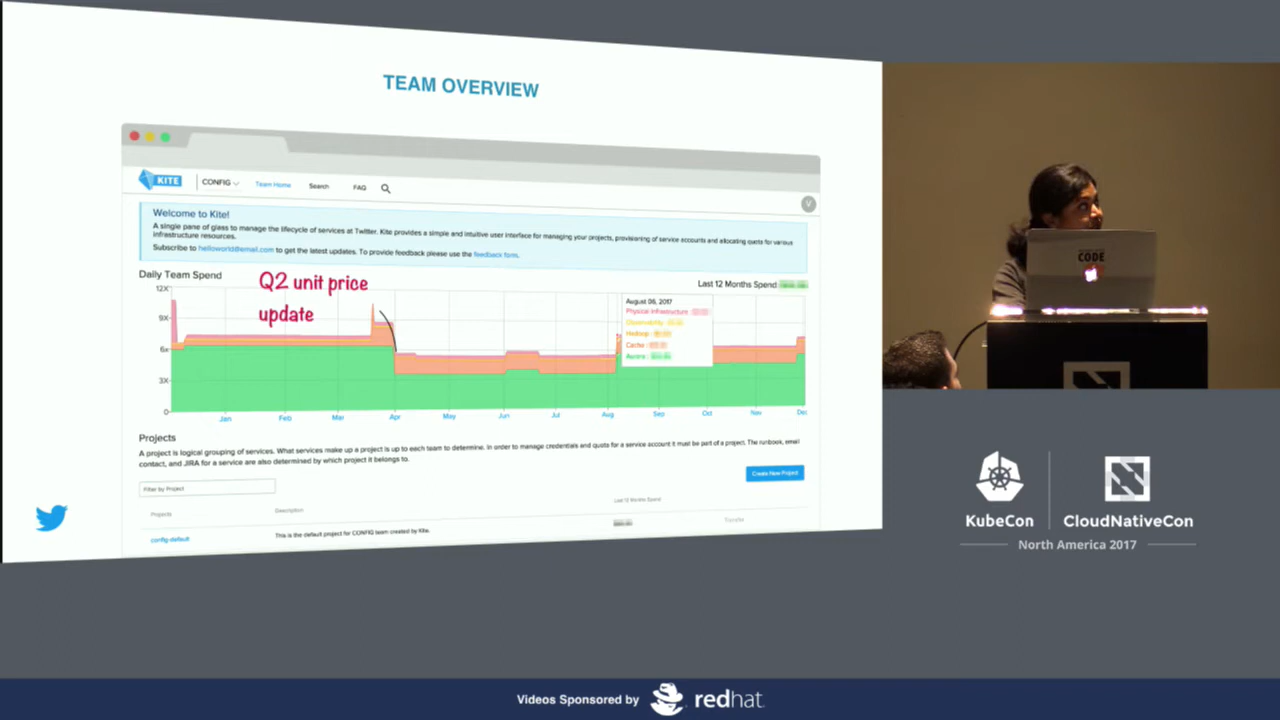 TEAM OVERVIEW
KITE
CONFIG
Team Home
Search
FAQ
V
Welcome to Kite!
A single pane of glass to manage the lifecycle of services at Twitter. Kite provides a simple and intuitive user interface for managing your projects, provisioning of service accounts and allocating quota for various
infrastructure resources.
Subscribe to helloworld@email.com to get the latest updates. To provide feedback please use the feedback form.
Daily Team Spend
Last 12 Months Spend
Q2 unit price
update
12X
9X
6x
3X
0
August 08, 2017
Physical Infrastructure
Observability
Hadoop
Cache
Aurora
Jan
Feb
Mar
Apr
May
Jun
Jul
Aug
Sep
Oct
Nov
Dec
Projects
A project is logical grouping of services. What services make up a project is up to each team to determine. In order to manage credentials and quota for a service account it must be part of a project. The runbook, email
contact, and JIRA for a service are also determined by which project it belongs to.
Create New Project
Filter by Project
Projects
Description
Last 12 Months Spend
config-default
This is the default project for CONFIG team created by Kite.
Transfer
CODE
KubeCon
CloudNativeCon
North America 2017
Videos Sponsored by
redhat